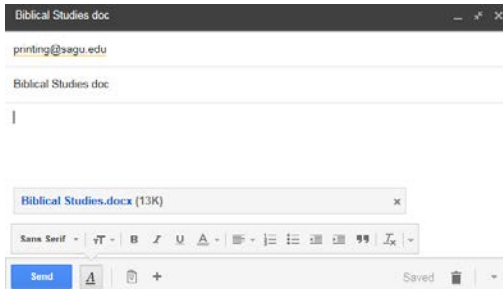 Biblical Studies doc
printing@sagu.edu
Biblical Studies doc
Biblical Studies.docx (13K)
Sans Serif
Send
Saved